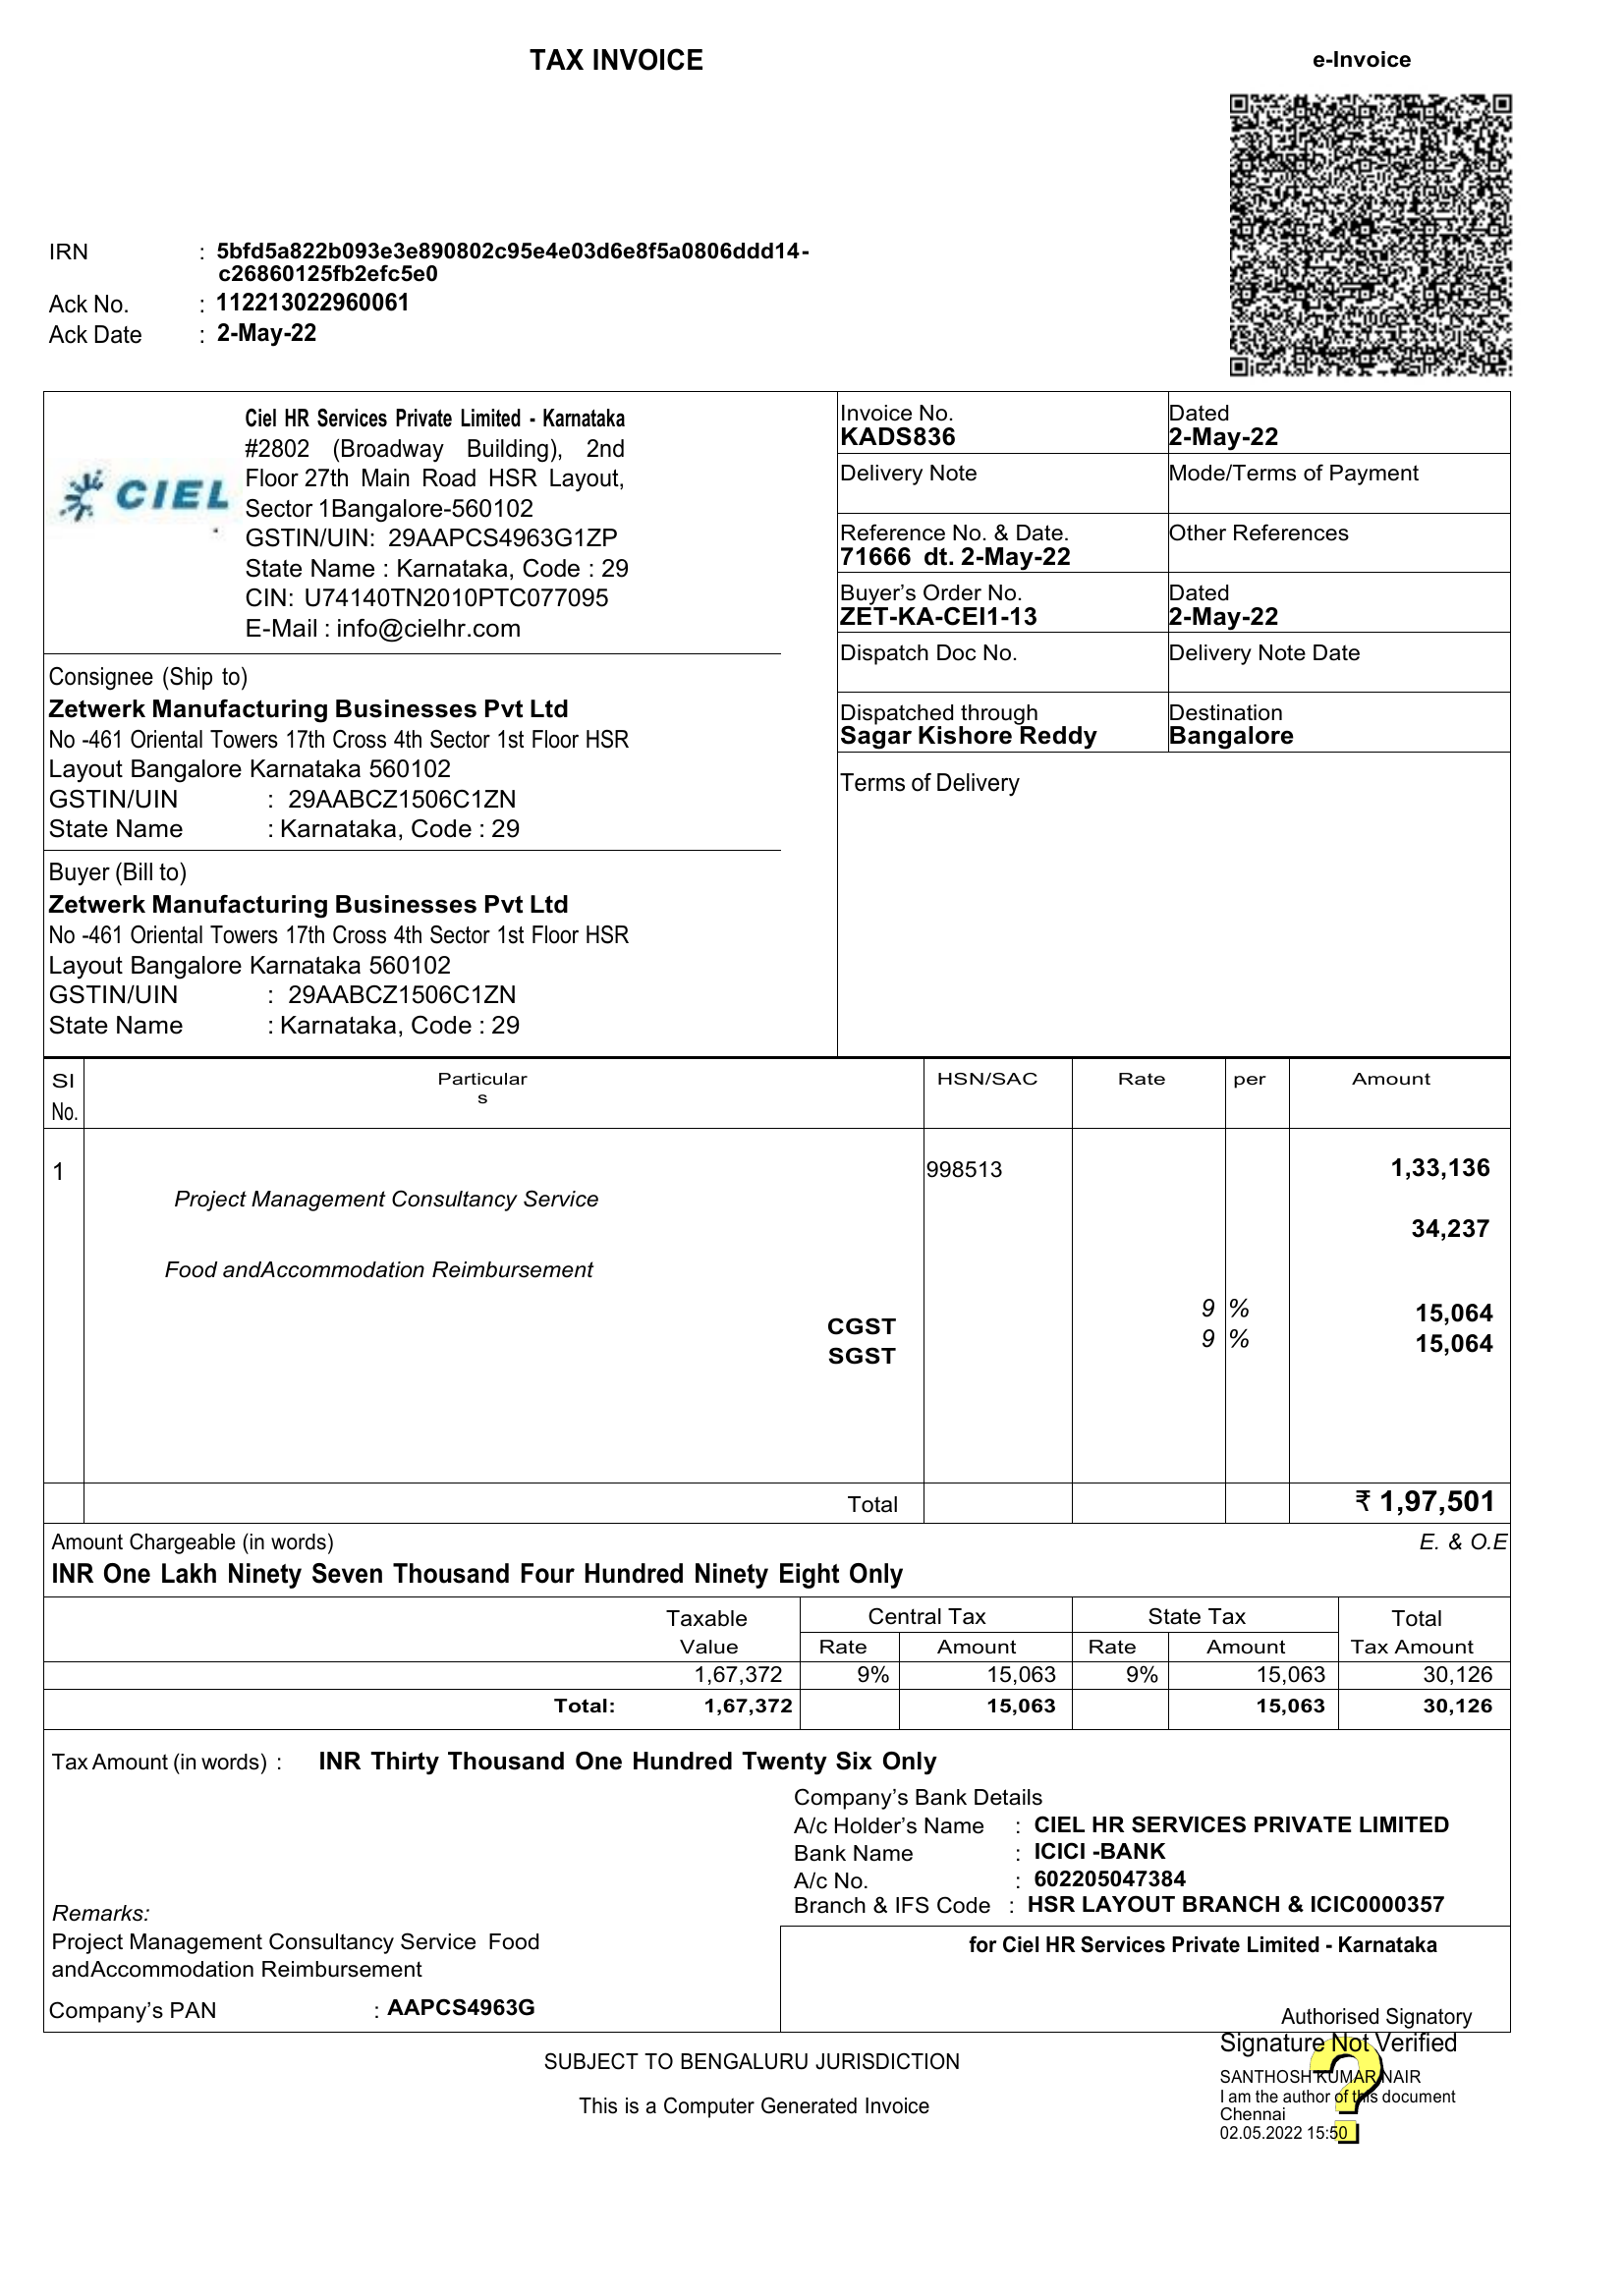 TAX INVOICE
e-Invoice
IRN : 5bfd5a822b093e3e890802c95e4e03d6e8f5a0806ddd14-
c26860125fb2efc5e0
Ack No. : 112213022960061
Ack Date : 2-May-22
CIEL
Ciel HR Services Private Limited - Karnataka
#2802 (Broadway Building), 2nd
Floor 27th Main Road HSR Layout,
Sector 1Bangalore-560102
GSTIN/UIN: 29AAPCS4963G1ZP
State Name : Karnataka, Code : 29
CIN: U74140TN2010PTC077095
E-Mail : info@cielhr.com
Invoice No.
KADS836
Dated
2-May-22
Delivery Note
Mode/Terms of Payment
Reference No. & Date.
71666 dt. 2-May-22
Other References
Buyer's Order No.
ZET-KA-CEI1-13
Dated
2-May-22
Dispatch Doc No.
Delivery Note Date
Dispatched through
Sagar Kishore Reddy
Destination
Bangalore
Terms of Delivery
Consignee (Ship to)
Zetwerk Manufacturing Businesses Pvt Ltd
No -461 Oriental Towers 17th Cross 4th Sector 1st Floor HSR
Layout Bangalore Karnataka 560102
GSTIN/UIN : 29AABCZ1506C1ZN
State Name : Karnataka, Code : 29
Buyer (Bill to)
Zetwerk Manufacturing Businesses Pvt Ltd
No -461 Oriental Towers 17th Cross 4th Sector 1st Floor HSR
Layout Bangalore Karnataka 560102
GSTIN/UIN : 29AABCZ1506C1ZN
State Name : Karnataka, Code : 29
SI No. Particulars HSN/SAC Rate per Amount
1 998513 1,33,136
Project Management Consultancy Service
34,237
Food andAccommodation Reimbursement
CGST 9 % 15,064
SGST 9 % 15,064
Total ₹ 1,97,501
Amount Chargeable (in words) E. & O.E
INR One Lakh Ninety Seven Thousand Four Hundred Ninety Eight Only
Taxable Central Tax State Tax Total
Value Rate Amount Rate Amount Tax Amount
1,67,372 9% 15,063 9% 15,063 30,126
Total: 1,67,372 15,063 15,063 30,126
Tax Amount (in words) : INR Thirty Thousand One Hundred Twenty Six Only
Company's Bank Details
A/c Holder's Name : CIEL HR SERVICES PRIVATE LIMITED
Bank Name : ICICI -BANK
A/c No. : 602205047384
Branch & IFS Code : HSR LAYOUT BRANCH & ICIC0000357
Remarks:
Project Management Consultancy Service Food
andAccommodation Reimbursement
Company's PAN : AAPCS4963G
for Ciel HR Services Private Limited - Karnataka
Authorised Signatory
Signature Not Verified
SANTHOSH KUMAR NAIR
I am the author of this document
Chennai
02.05.2022 15:50
SUBJECT TO BENGALURU JURISDICTION
This is a Computer Generated Invoice